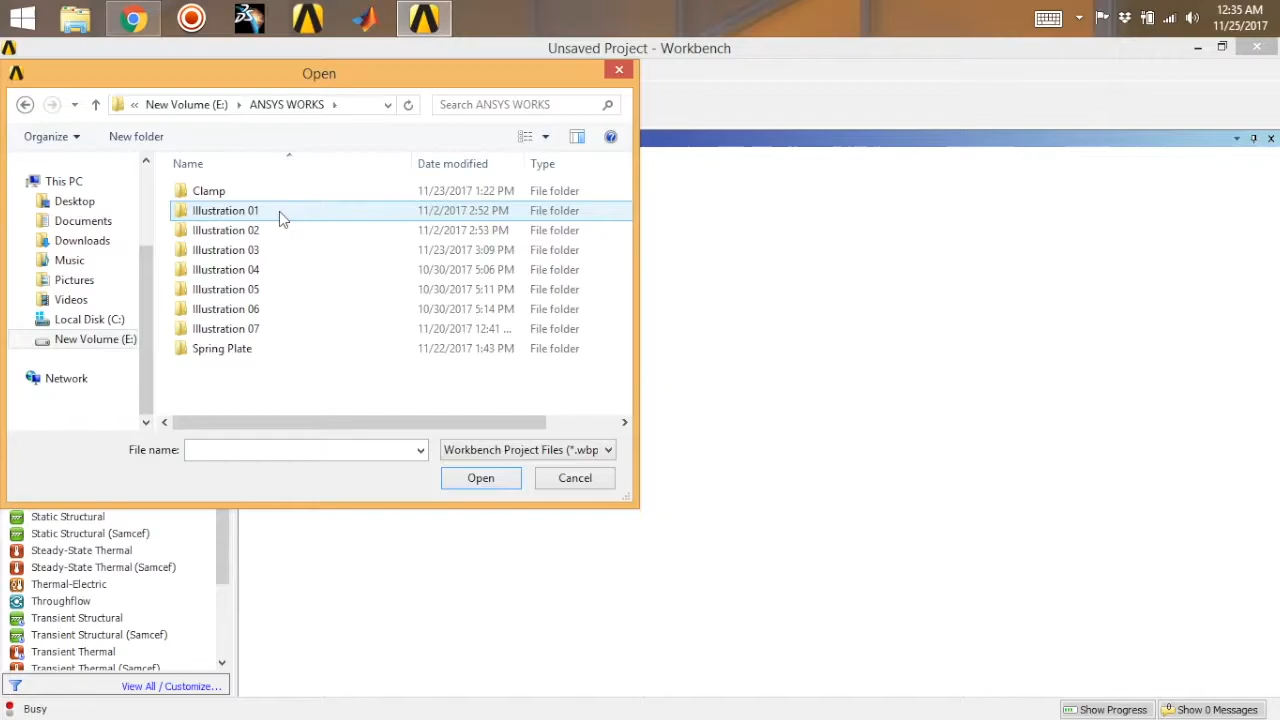 12:35 AM
11/25/2017
Unsaved Project - Workbench
Open
« New Volume (E:) ▸ ANSYS WORKS ▸
Search ANSYS WORKS
Organize
New folder
Name
Date modified
Type
This PC
Desktop
Documents
Downloads
Music
Pictures
Videos
Local Disk (C:)
New Volume (E:)
Network
Clamp 11/23/2017 1:22 PM File folder
Illustration 01 11/2/2017 2:52 PM File folder
Illustration 02 11/2/2017 2:53 PM File folder
Illustration 03 11/23/2017 3:09 PM File folder
Illustration 04 10/30/2017 5:06 PM File folder
Illustration 05 10/30/2017 5:11 PM File folder
Illustration 06 10/30/2017 5:14 PM File folder
Illustration 07 11/20/2017 12:41 ... File folder
Spring Plate 11/22/2017 1:43 PM File folder
File name:
Workbench Project Files (*.wbp
Open
Cancel
Static Structural
Static Structural (Samcef)
Steady-State Thermal
Steady-State Thermal (Samcef)
Thermal-Electric
Throughflow
Transient Structural
Transient Structural (Samcef)
Transient Thermal
Transient Thermal (Samcef)
View All / Customize...
Busy
Show Progress
Show 0 Messages